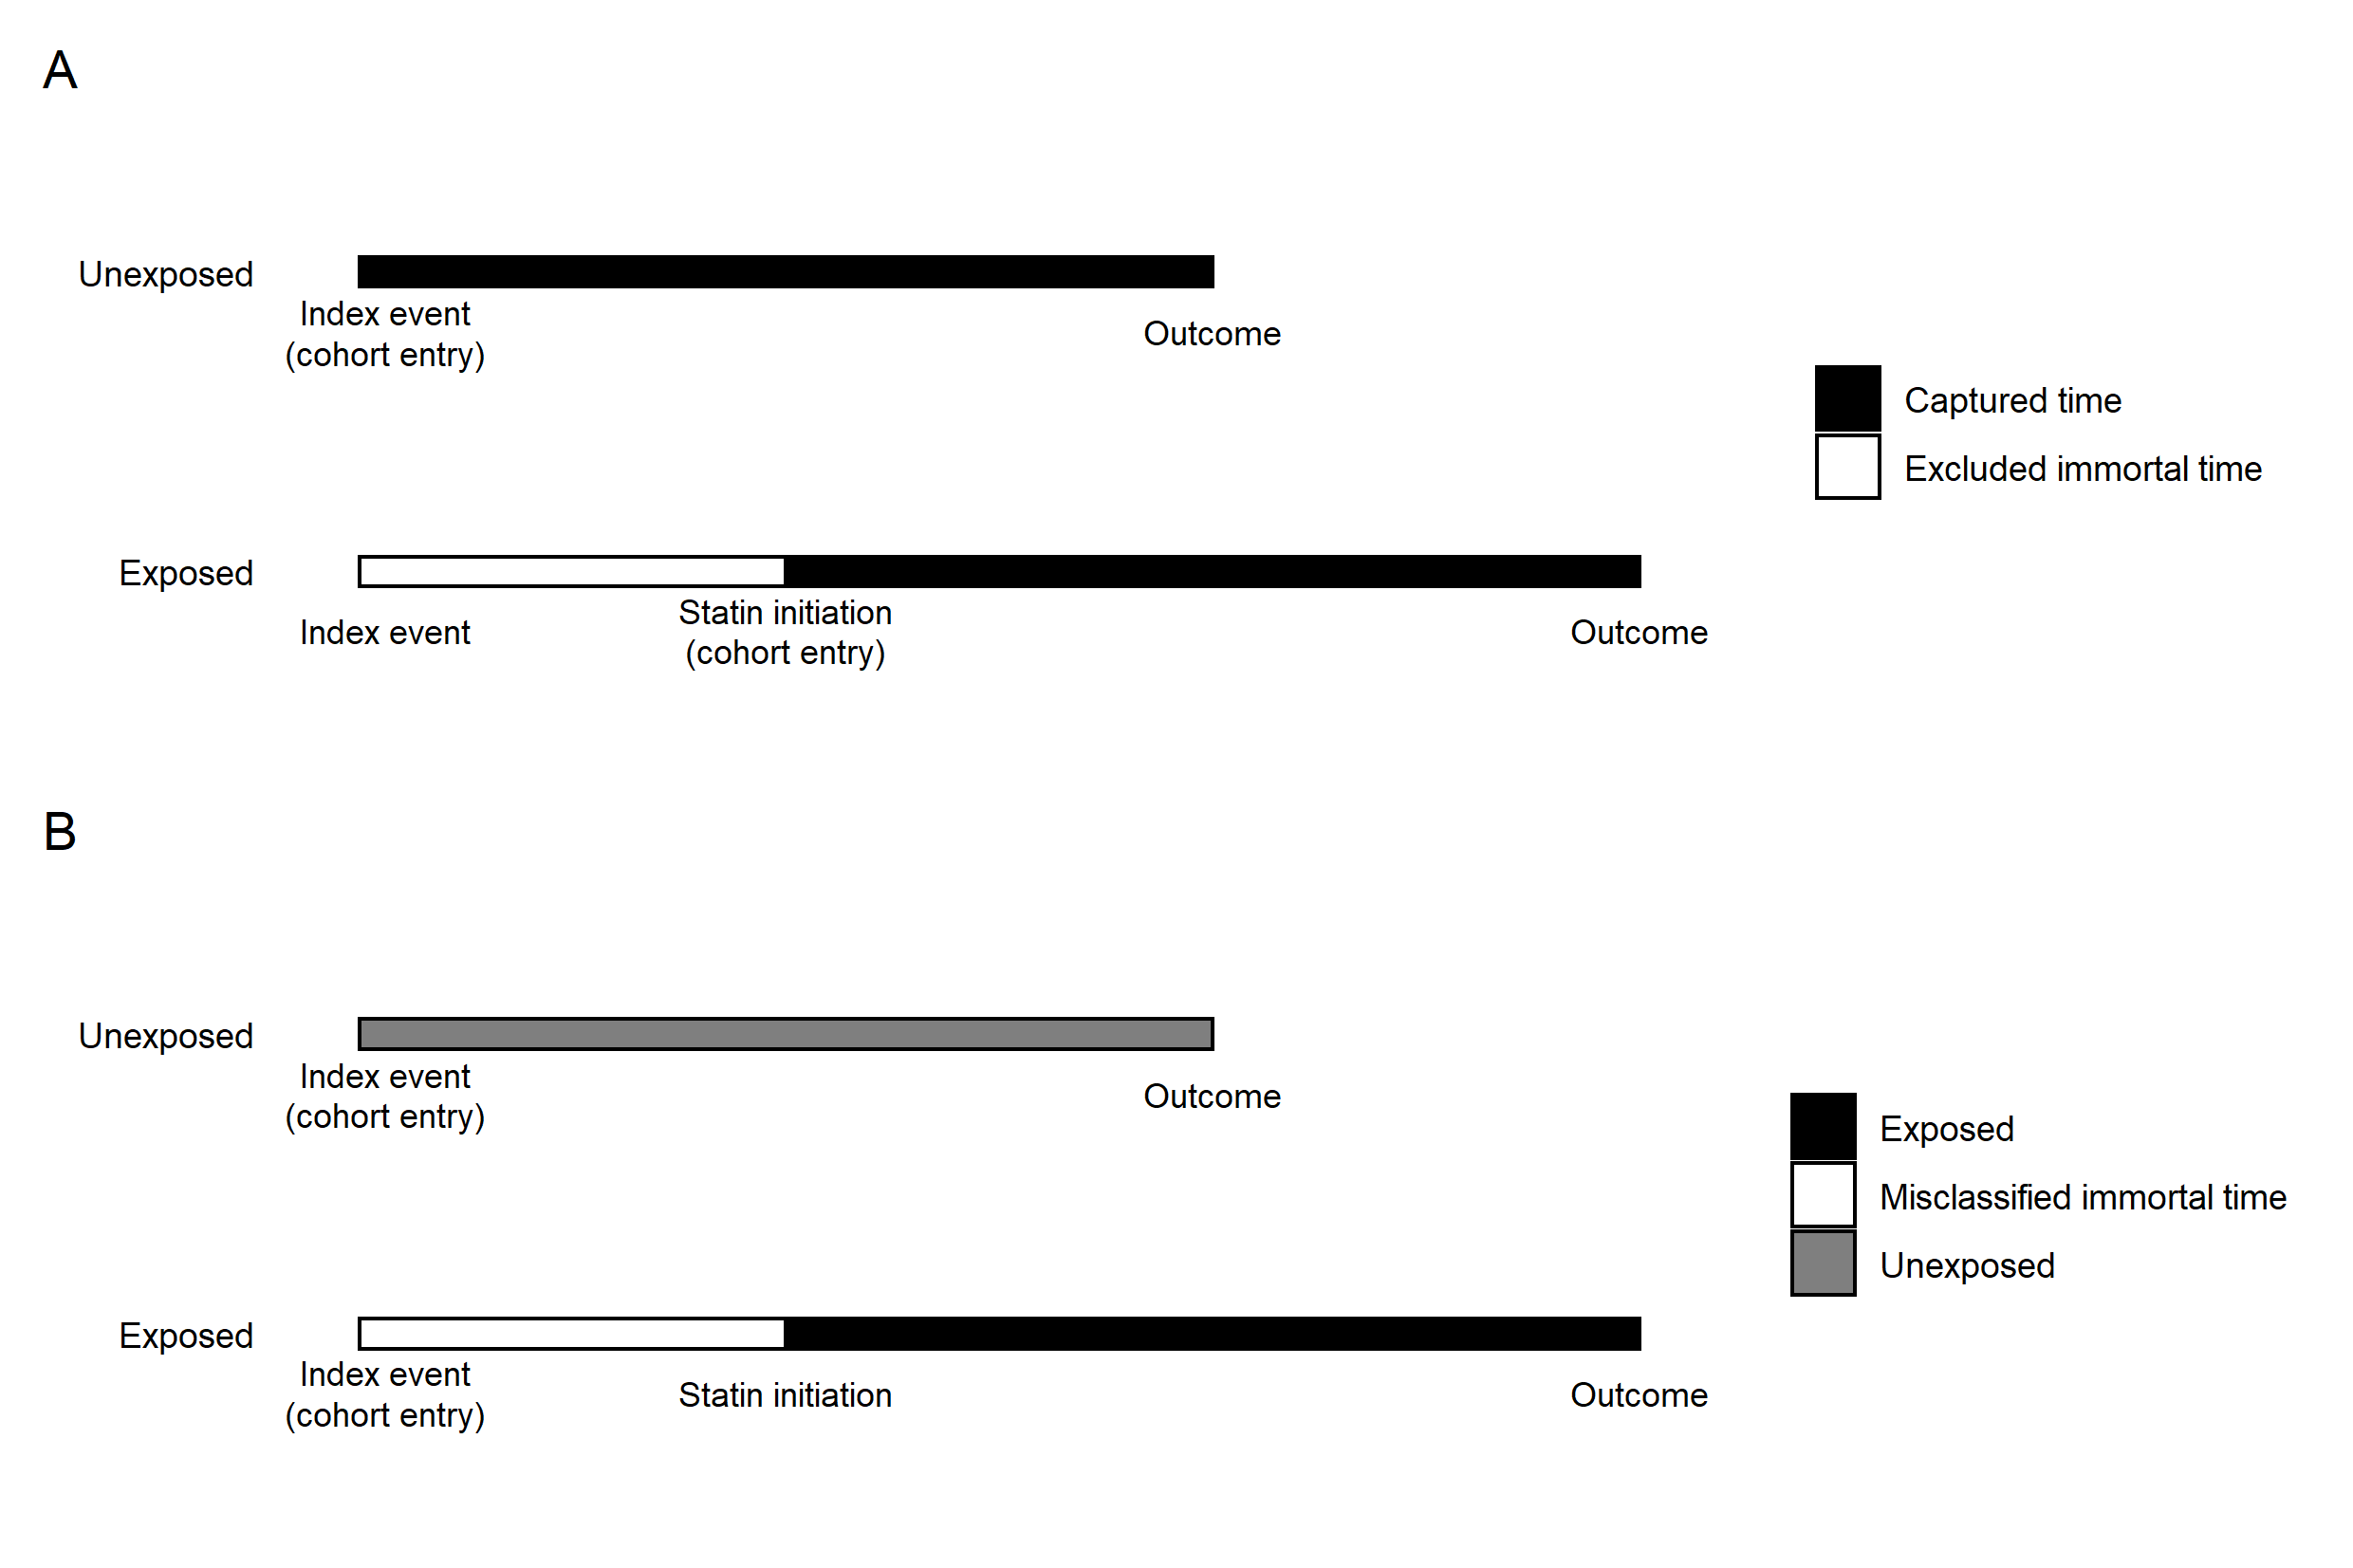 A
Unexposed
Index event
(cohort entry)
Outcome
Captured time
Excluded immortal time
Exposed
Index event
Statin initiation
(cohort entry)
Outcome
B
Unexposed
Index event
(cohort entry)
Outcome
Exposed
Misclassified immortal time
Unexposed
Exposed
Index event
(cohort entry)
Statin initiation
Outcome